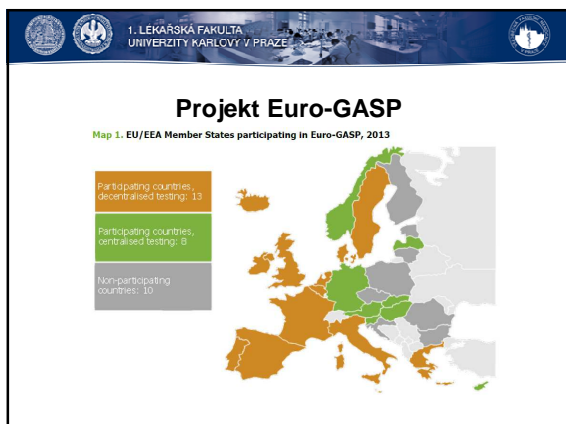 1. LÉKAŘSKÁ FAKULTA
UNIVERZITY KARLOVY V PRAZE
Projekt Euro-GASP
Map 1. EU/EEA Member States participating in Euro-GASP, 2013
Participating countries,
decentralised testing: 13
Participating countries,
centralised testing: 8
Non-participating
countries: 10